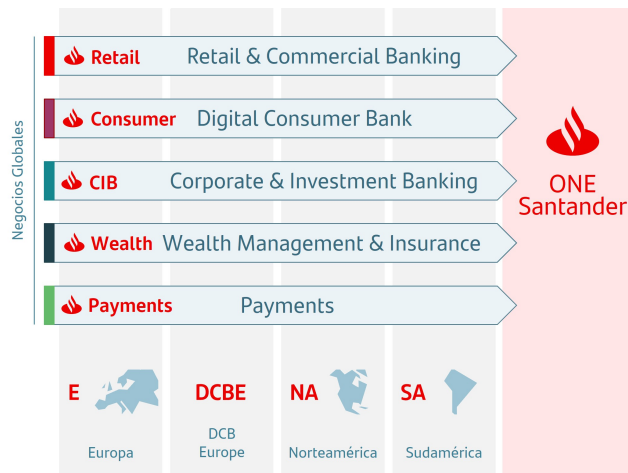 Negocios Globales
Retail Retail & Commercial Banking
Consumer Digital Consumer Bank
CIB Corporate & Investment Banking
Wealth Wealth Management & Insurance
Payments Payments
ONE
Santander
E
Europa
DCBE
DCB
Europe
NA
Norteamérica
SA
Sudamérica